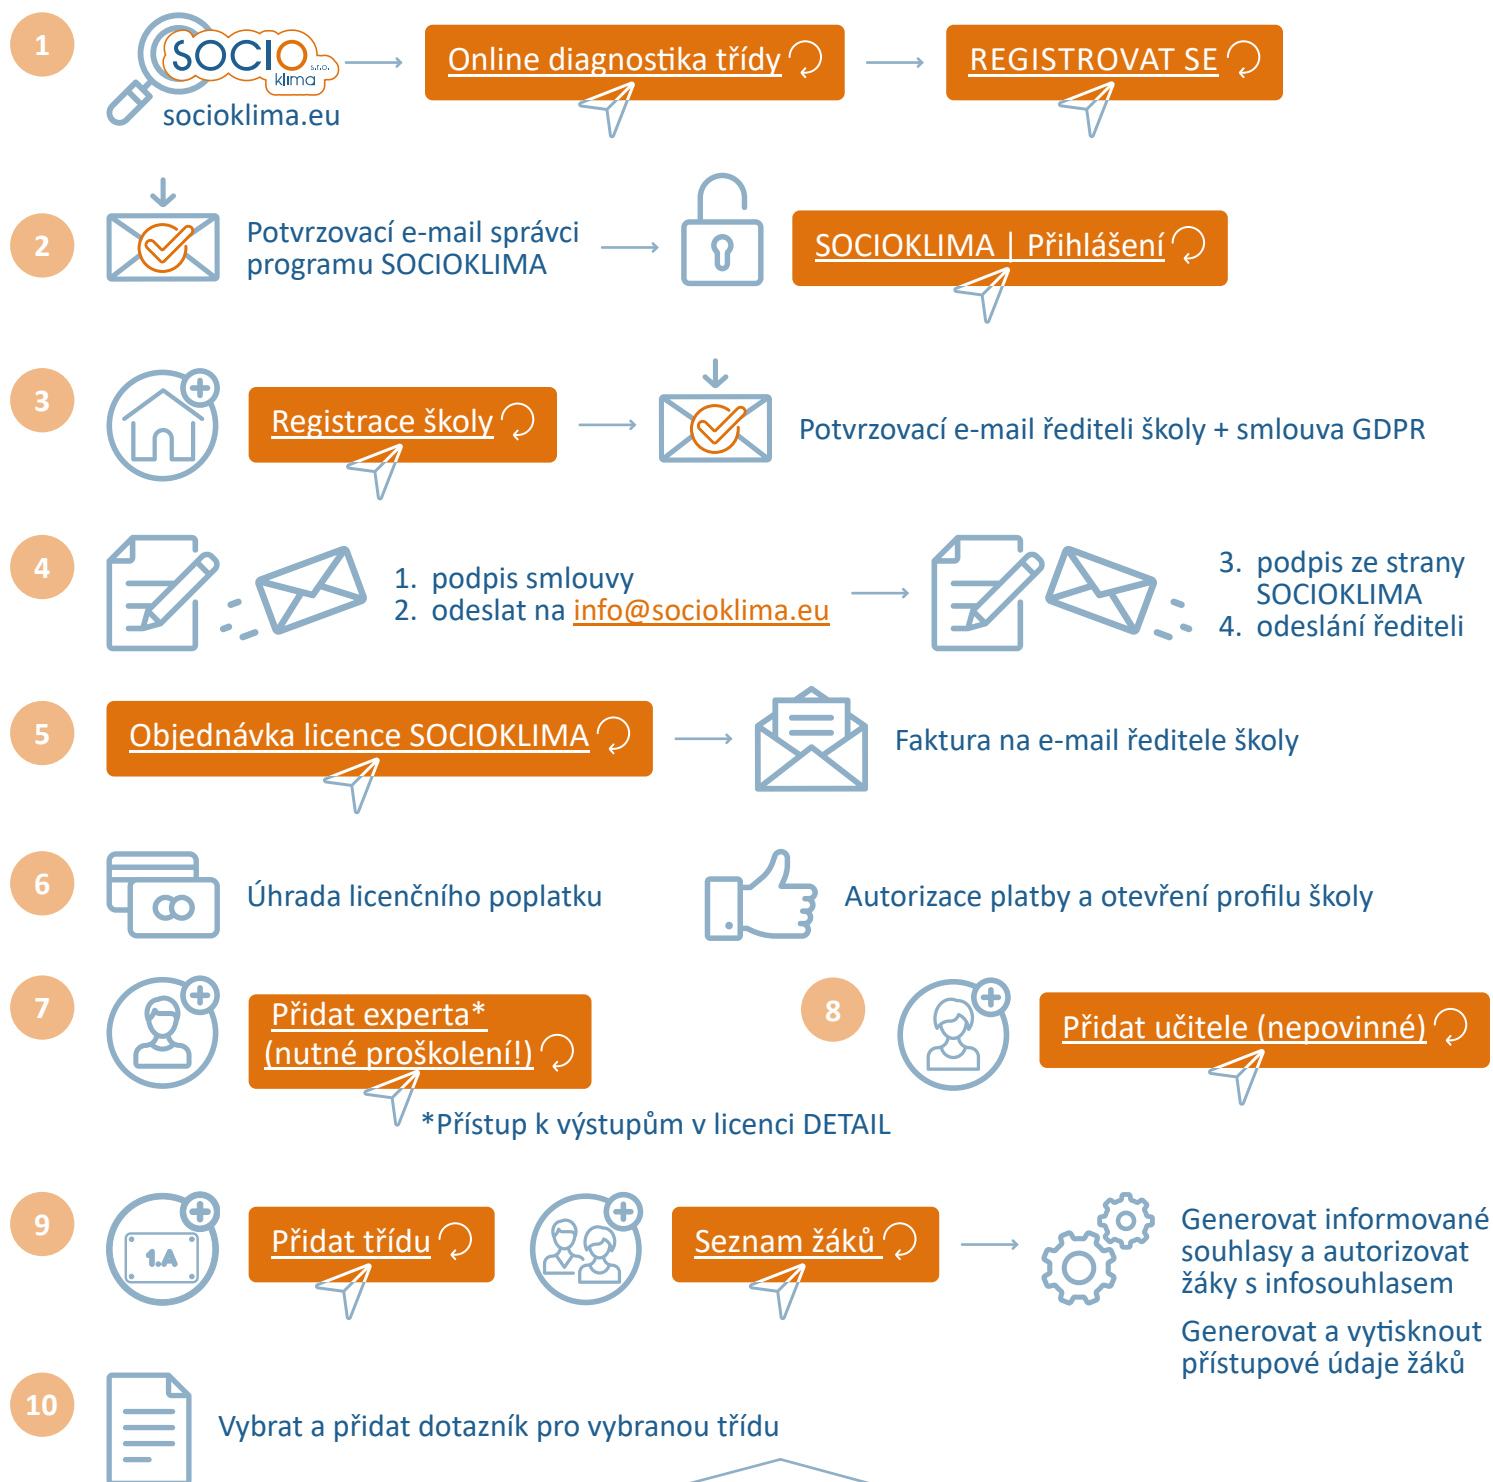 1
SOCIO
s.r.o.
klima
socioklima.eu
Online diagnostika třídy
REGISTROVAT SE
2
Potvrzovací e-mail správci
programu SOCIOKLIMA
SOCIOKLIMA | Přihlášení
3
Registrace školy
Potvrzovací e-mail řediteli školy + smlouva GDPR
4
1. podpis smlouvy
2. odeslat na info@socioklima.eu
3. podpis ze strany
SOCIOKLIMA
4. odeslání řediteli
5
Objednávka licence SOCIOKLIMA
Faktura na e-mail ředitele školy
6
Úhrada licenčního poplatku
Autorizace platby a otevření profilu školy
7
Přidat experta*
(nutné proškolení!)
*Přístup k výstupům v licenci DETAIL
8
Přidat učitele (nepovinné)
9
1.A
Přidat třídu
Seznam žáků
Generovat informované
souhlasy a autorizovat
žáky s infosouhlasem
Generovat a vytisknout
přístupové údaje žáků
10
Vybrat a přidat dotazník pro vybranou třídu